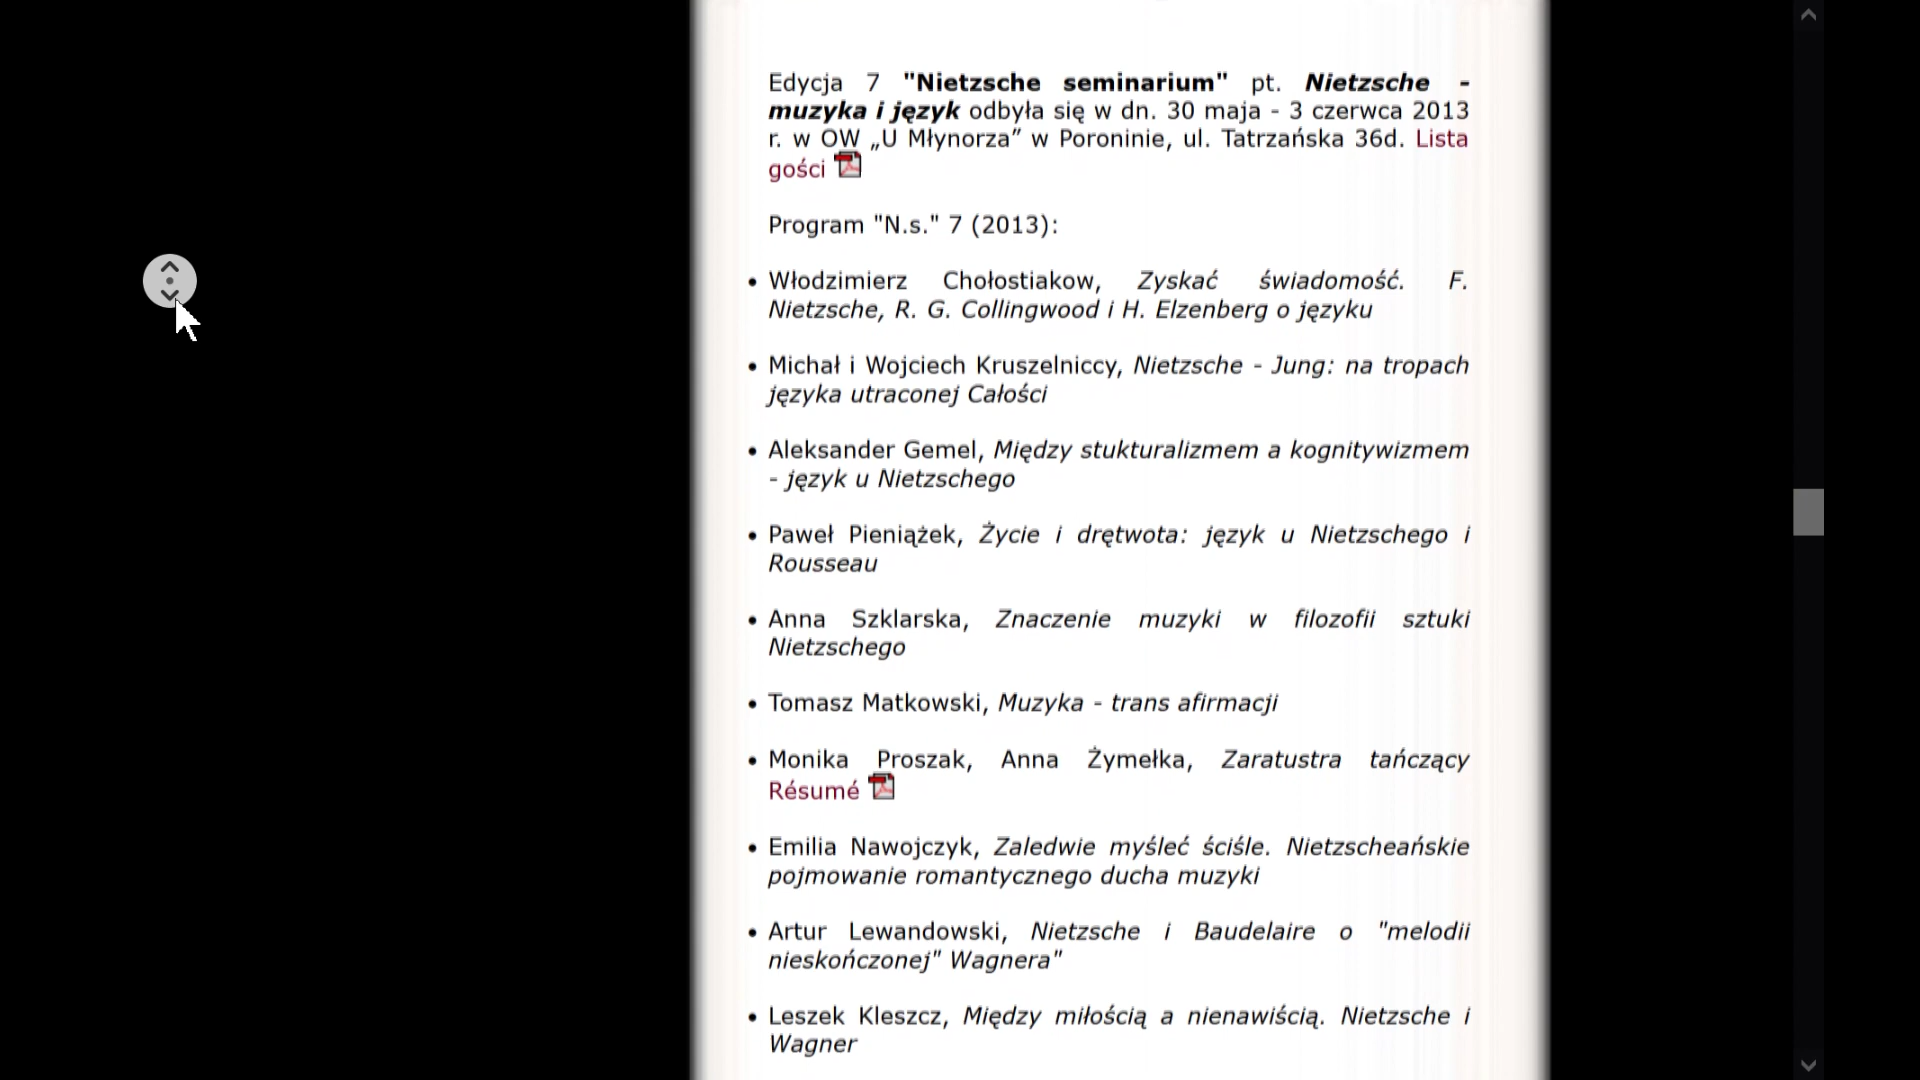 Edycja 7 "Nietzsche seminarium" pt. Nietzsche -
muzyka i język odbyła się w dn. 30 maja - 3 czerwca 2013
r. w OW „U Młynorza” w Poroninie, ul. Tatrzańska 36d. Lista
gości
Program "N.s." 7 (2013):
• Włodzimierz Chołostiakow, Zyskać świadomość. F.
Nietzsche, R. G. Collingwood i H. Elzenberg o języku
• Michał i Wojciech Kruszelniccy, Nietzsche - Jung: na tropach
języka utraconej Całości
• Aleksander Gemel, Między stukturalizmem a kognitywizmem
- język u Nietzschego
• Paweł Pieniążek, Życie i drętwota: język u Nietzschego i
Rousseau
• Anna Szklarska, Znaczenie muzyki w filozofii sztuki
Nietzschego
• Tomasz Matkowski, Muzyka - trans afirmacji
• Monika Proszak, Anna Żymełka, Zaratustra tańczący
Résumé
• Emilia Nawojczyk, Zaledwie myśleć ściśle. Nietzscheańskie
pojmowanie romantycznego ducha muzyki
• Artur Lewandowski, Nietzsche i Baudelaire o "melodii
nieskończonej" Wagnera"
• Leszek Kleszcz, Między miłością a nienawiścią. Nietzsche i
Wagner